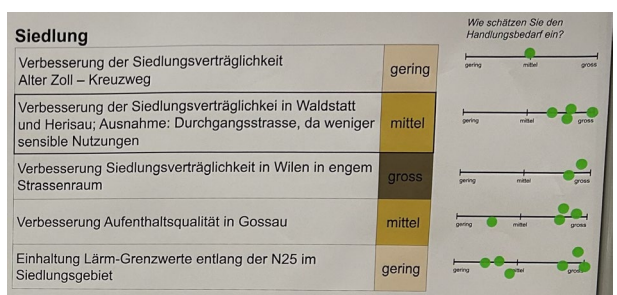 Siedlung
Wie schätzen Sie den
Handlungsbedarf ein?
Verbesserung der Siedlungsverträglichkeit
Alter Zoll – Kreuzweg
gering
gering mittel gross
Verbesserung der Siedlungsverträglichkei in Waldstatt
und Herisau; Ausnahme: Durchgangsstrasse, da weniger
sensible Nutzungen
mittel
gering mittel gross
Verbesserung Siedlungsverträglichkeit in Wilen in engem
Strassenraum
gross
gering mittel gross
Verbesserung Aufenthaltsqualität in Gossau
mittel
gering mittel gross
Einhaltung Lärm-Grenzwerte entlang der N25 im
Siedlungsgebiet
gering
gering mittel gross